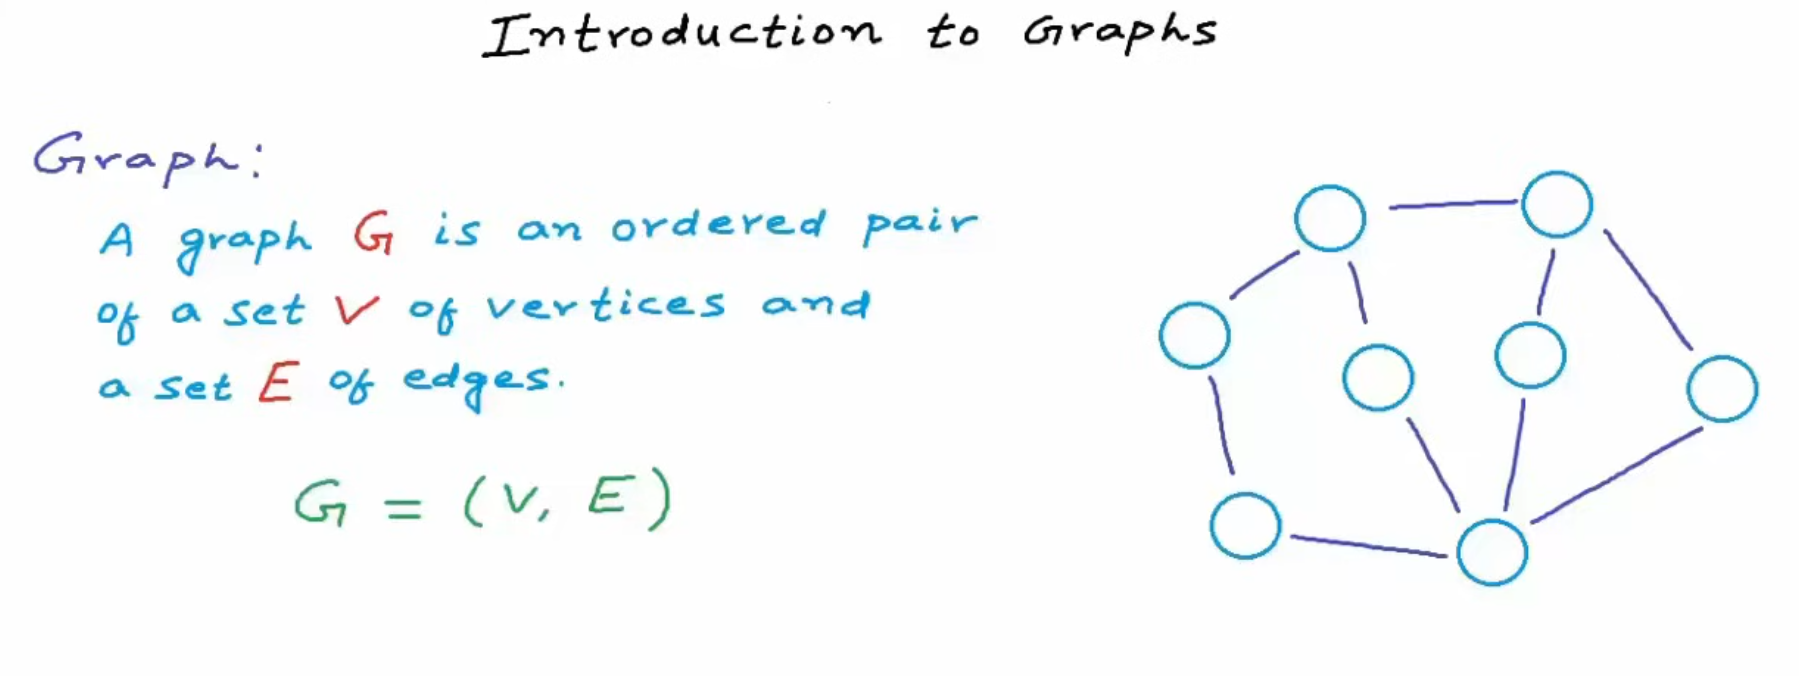 Introduction to Graphs
Graph:
A graph G is an ordered pair
of a set V of vertices and
a set E of edges.
G = (V, E)